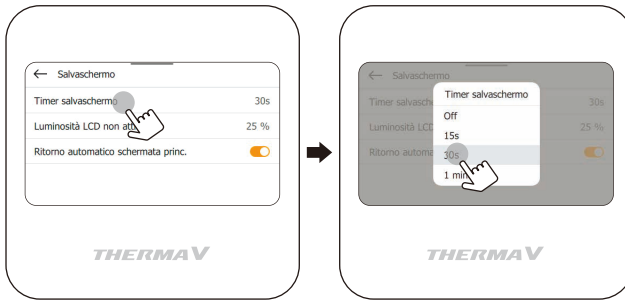 ← Salvaschermo
Timer salvaschermo 30s
Luminosità LCD non att 25 %
Ritorno automatico schermata princ.
THERMA V
← Salvaschermo
Timer salvasch 30s
Luminosità LCD 25 %
Ritorno automa
Timer salvaschermo
Off
15s
30s
1 min
THERMA V